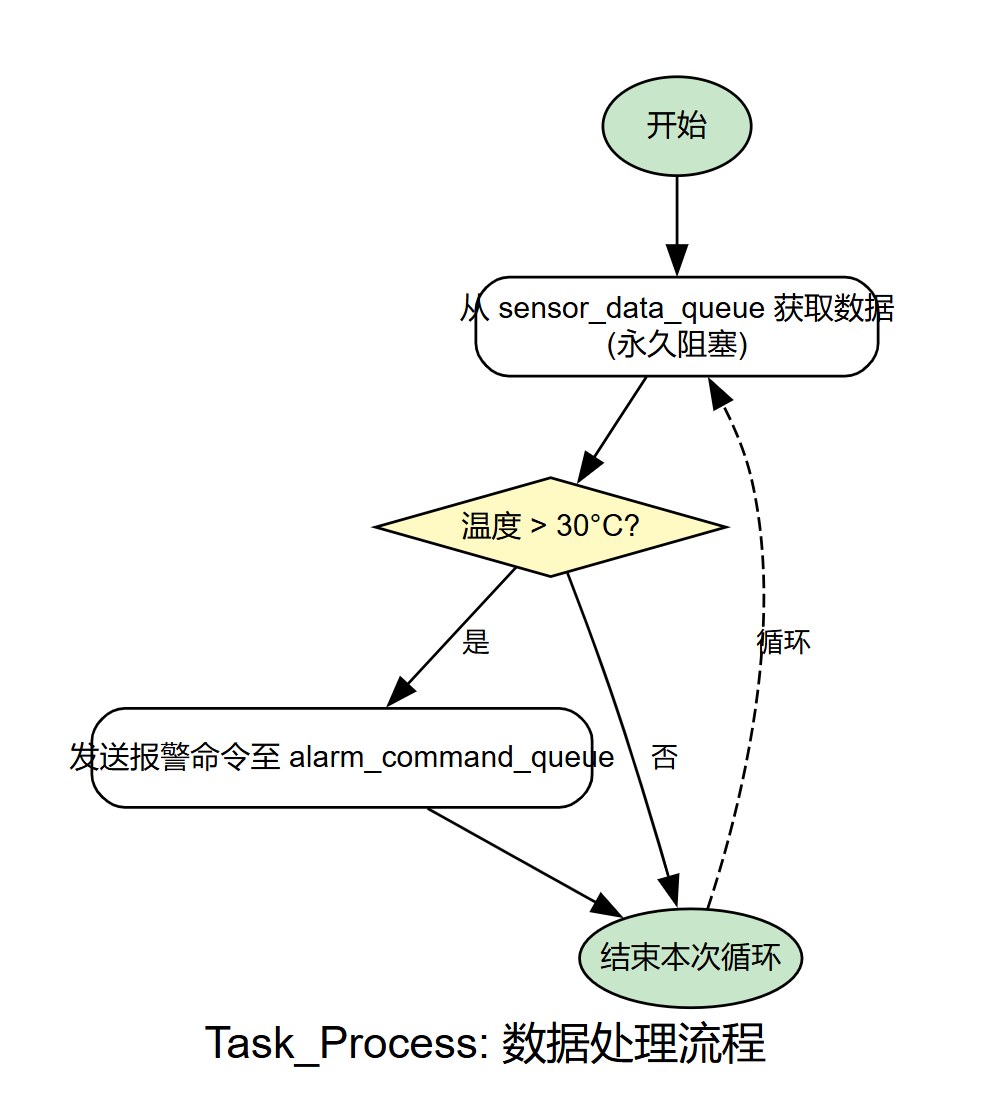 开始
从 sensor_data_queue 获取数据
(永久阻塞)
温度 > 30°C?
是
循环
发送报警命令至 alarm_command_queue
否
结束本次循环
Task_Process: 数据处理流程